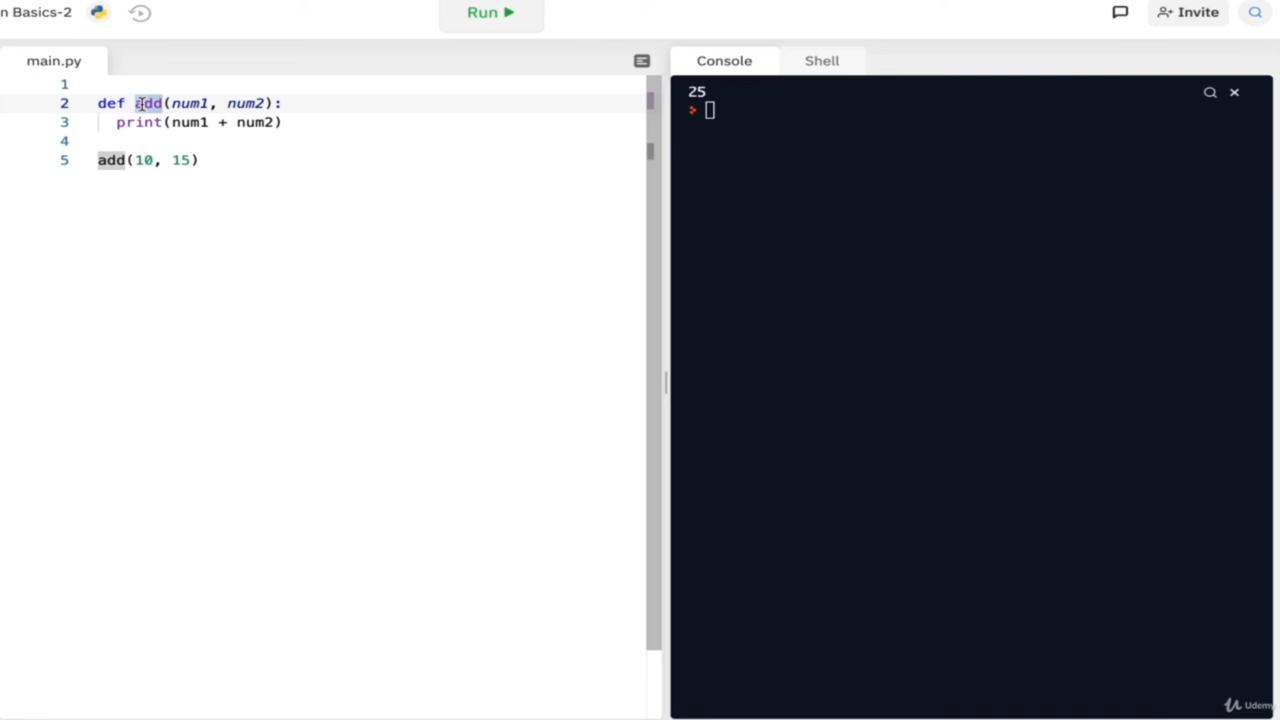 n Basics-2
Run
Invite
main.py
Console
Shell
1
2 def add(num1, num2):
3 print(num1 + num2)
4
5 add(10, 15)
25
>
Udemy